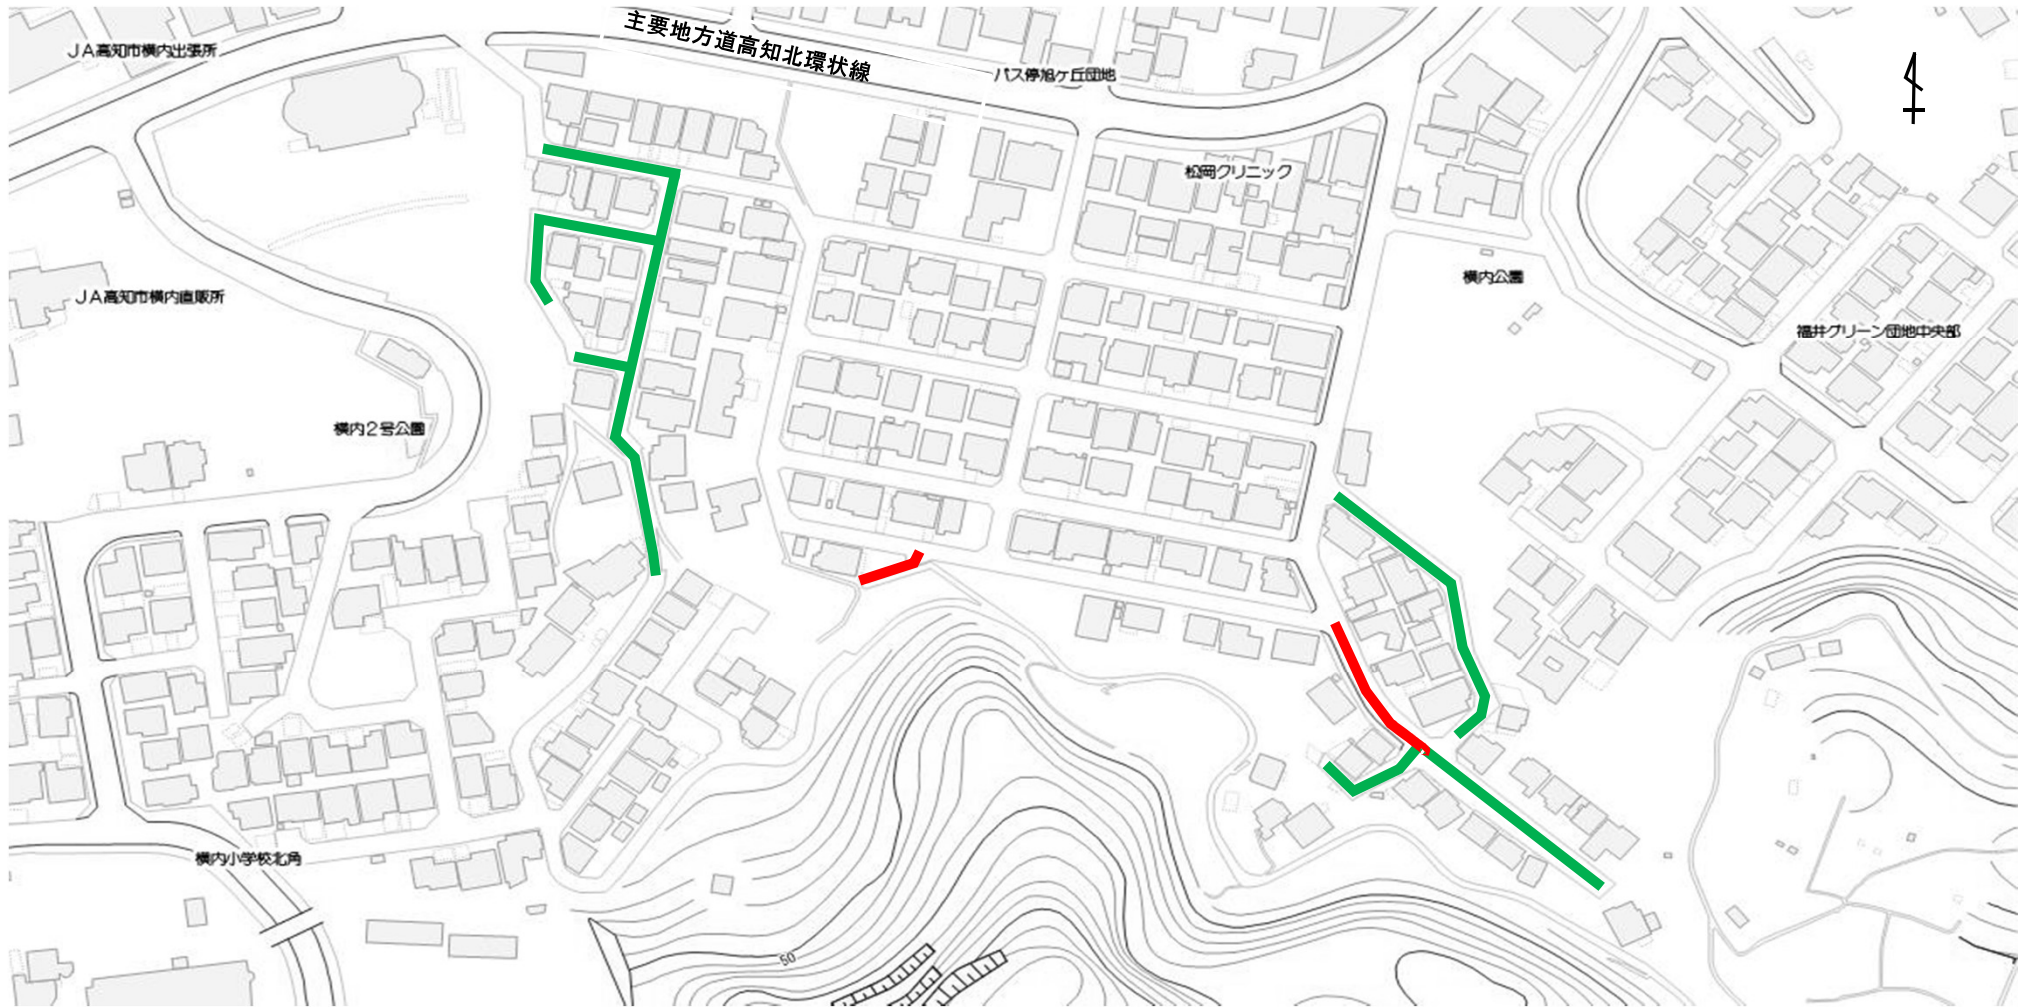 主要地方道高知北環状線
JA高知市横内出張所
バス停旭ヶ丘団地
松岡クリニック
横内公園
JA高知市横内直販所
福井グリーン団地中央部
横内2号公園
横内小学校北角
50